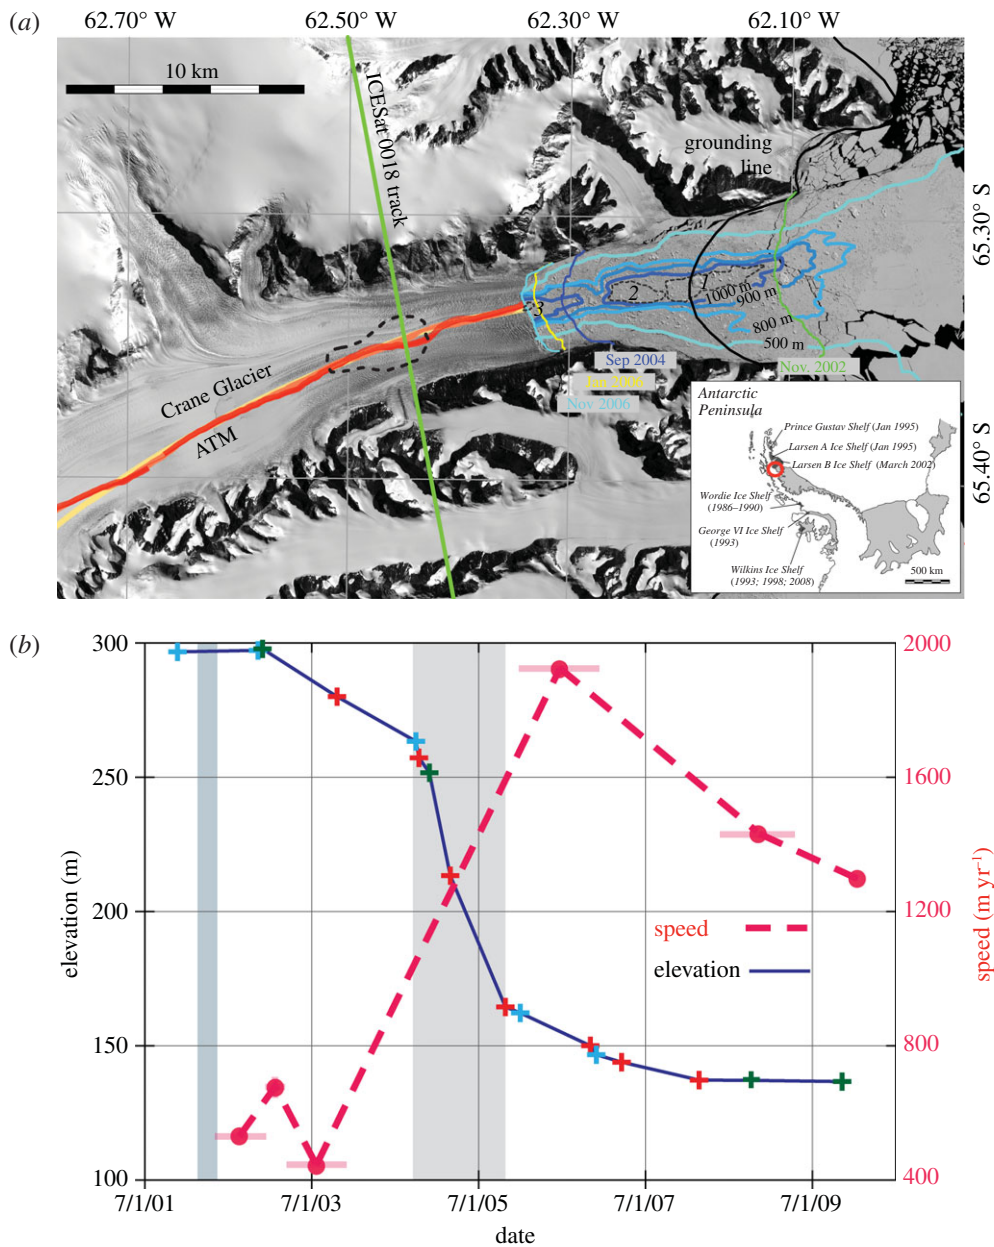 (a)
62.70° W
62.50° W
62.30° W
62.10° W
10 km
ICESat 0018 track
grounding
line
65.30° S
1
2
3
1000 m
900 m
800 m
500 m
Crane Glacier
ATM
Sep 2004
Jan 2006
Nov 2006
Nov. 2002
65.40° S
Antarctic
Peninsula
Prince Gustav Shelf (Jan 1995)
Larsen A Ice Shelf (Jan 1995)
Larsen B Ice Shelf (March 2002)
Wordie Ice Shelf
(1986–1990)
George VI Ice Shelf
(1993)
Wilkins Ice Shelf
(1993; 1998; 2008)
500 km
(b)
300
250
200
150
100
elevation (m)
2000
1600
1200
800
400
speed (m yr-1)
speed
elevation
7/1/01
7/1/03
7/1/05
7/1/07
7/1/09
date